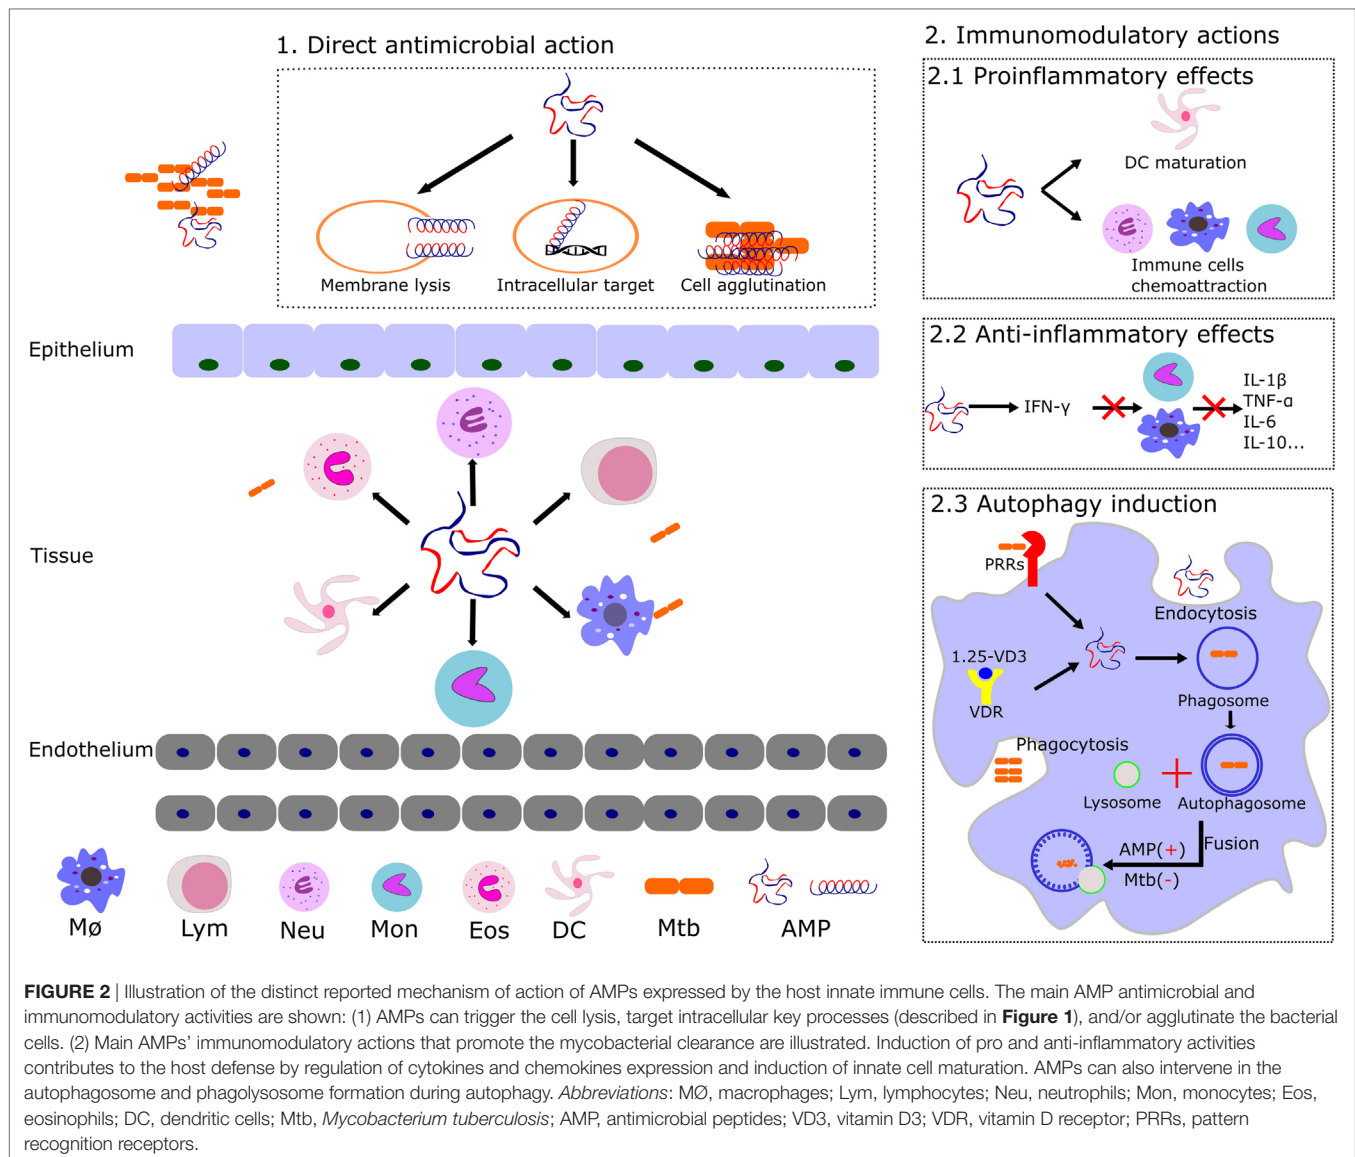 1. Direct antimicrobial action
Membrane lysis
Intracellular target
Cell agglutination
Epithelium
Tissue
Endothelium
Mø
Lym
Neu
Mon
Eos
DC
Mtb
AMP
2. Immunomodulatory actions
2.1 Proinflammatory effects
DC maturation
Immune cells
chemoattraction
2.2 Anti-inflammatory effects
IFN-γ
IL-1β
TNF-α
IL-6
IL-10...
2.3 Autophagy induction
PRRs
Endocytosis
1.25-VD3
VDR
Phagosome
Phagocytosis
Lysosome
Autophagosome
Fusion
AMP(+)
Mtb(-)
FIGURE 2 | Illustration of the distinct reported mechanism of action of AMPs expressed by the host innate immune cells. The main AMP antimicrobial and
immunomodulatory activities are shown: (1) AMPs can trigger the cell lysis, target intracellular key processes (described in Figure 1), and/or agglutinate the bacterial
cells. (2) Main AMPs' immunomodulatory actions that promote the mycobacterial clearance are illustrated. Induction of pro and anti-inflammatory activities
contributes to the host defense by regulation of cytokines and chemokines expression and induction of innate cell maturation. AMPs can also intervene in the
autophagosome and phagolysosome formation during autophagy. Abbreviations: MØ, macrophages; Lym, lymphocytes; Neu, neutrophils; Mon, monocytes; Eos,
eosinophils; DC, dendritic cells; Mtb, Mycobacterium tuberculosis; AMP, antimicrobial peptides; VD3, vitamin D3; VDR, vitamin D receptor; PRRs, pattern
recognition receptors.